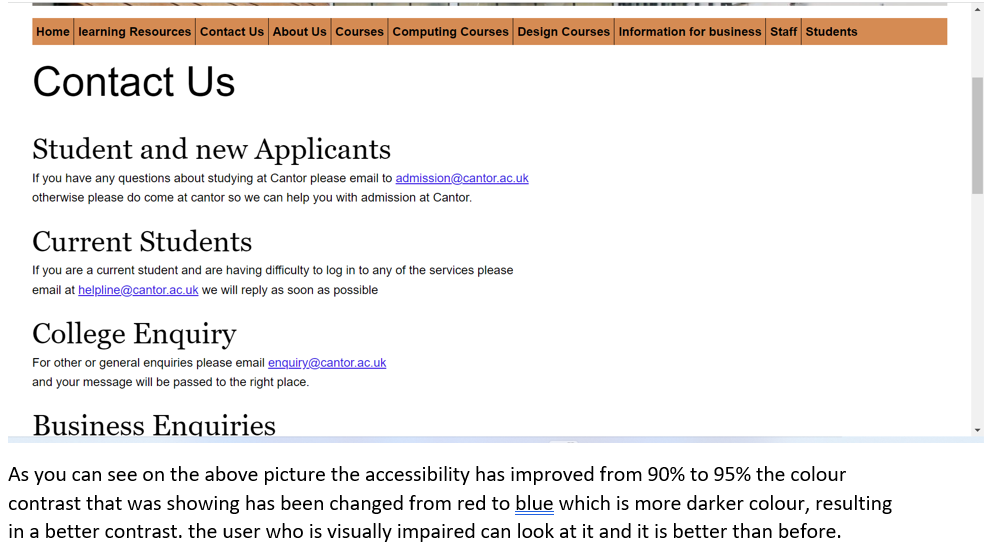 Home learning Resources Contact Us About Us Courses Computing Courses Design Courses Information for business Staff Students
Contact Us
Student and new Applicants
If you have any questions about studying at Cantor please email to admission@cantor.ac.uk
otherwise please do come at cantor so we can help you with admission at Cantor.
Current Students
If you are a current student and are having difficulty to log in to any of the services please
email at helpline@cantor.ac.uk we will reply as soon as possible
College Enquiry
For other or general enquiries please email enquiry@cantor.ac.uk
and your message will be passed to the right place.
Business Enquiries
As you can see on the above picture the accessibility has improved from 90% to 95% the colour
contrast that was showing has been changed from red to blue which is more darker colour, resulting
in a better contrast. the user who is visually impaired can look at it and it is better than before.